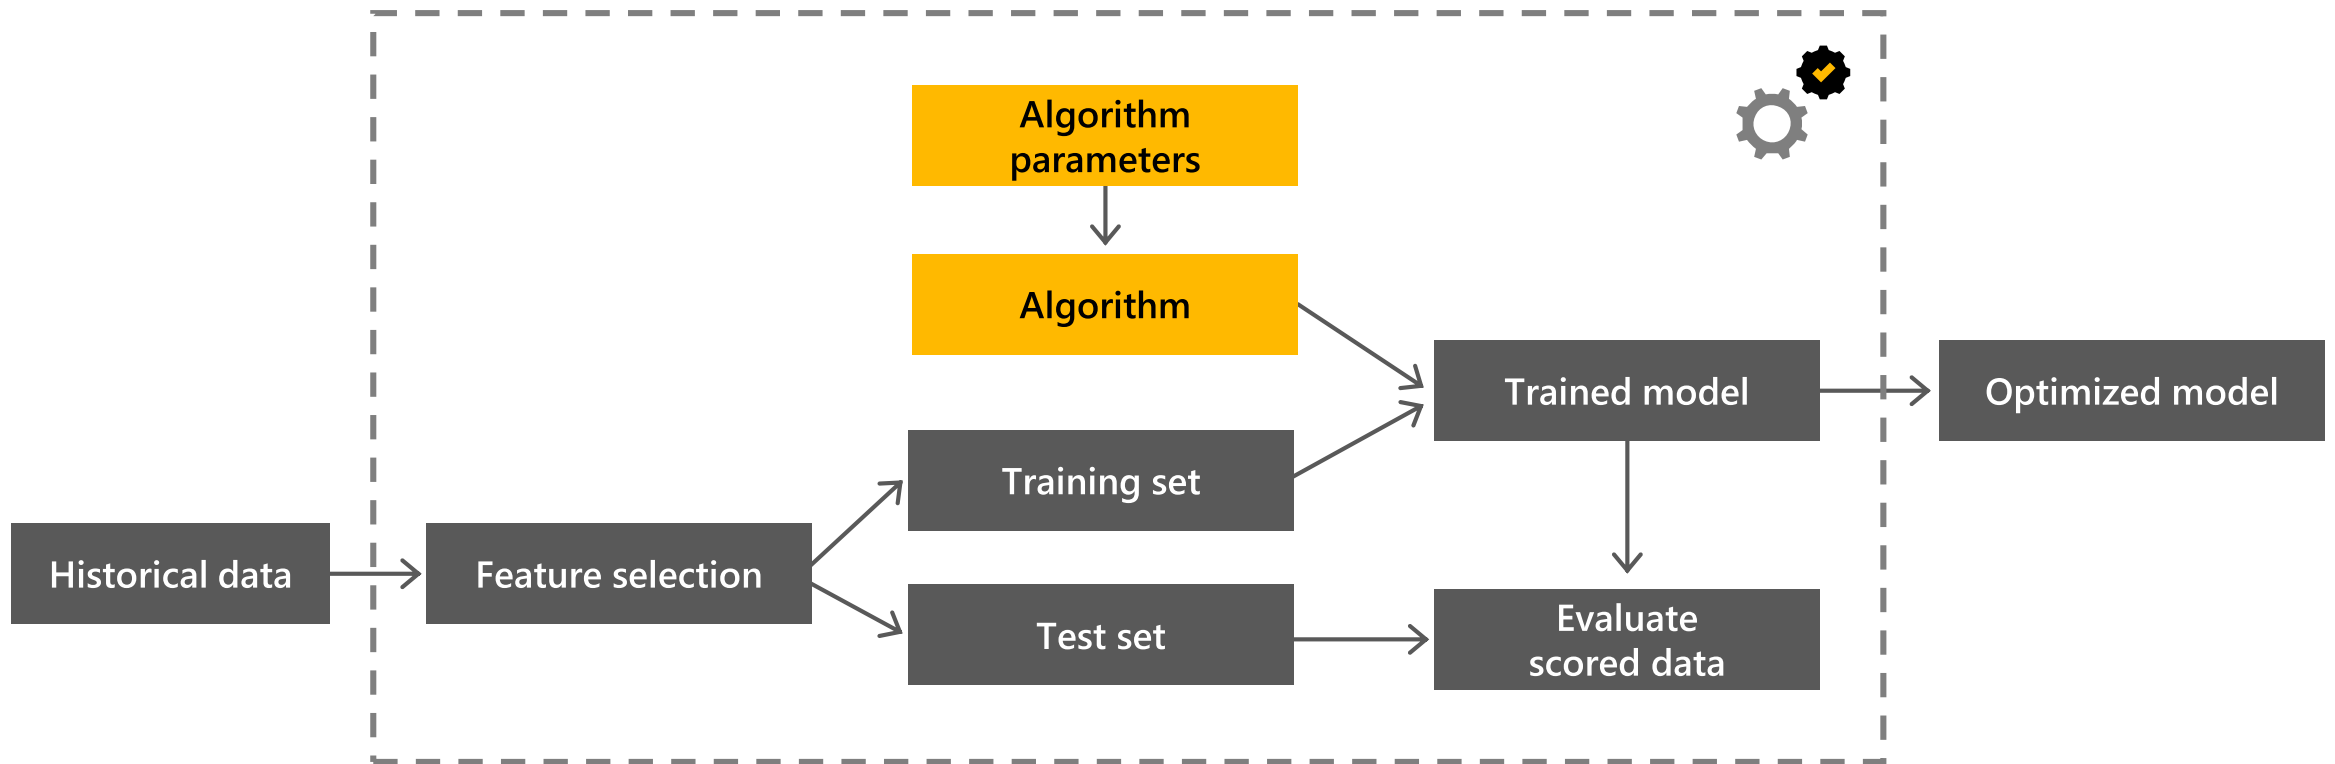 Algorithm
parameters
Algorithm
Trained model
Optimized model
Training set
Historical data
Feature selection
Test set
Evaluate
scored data